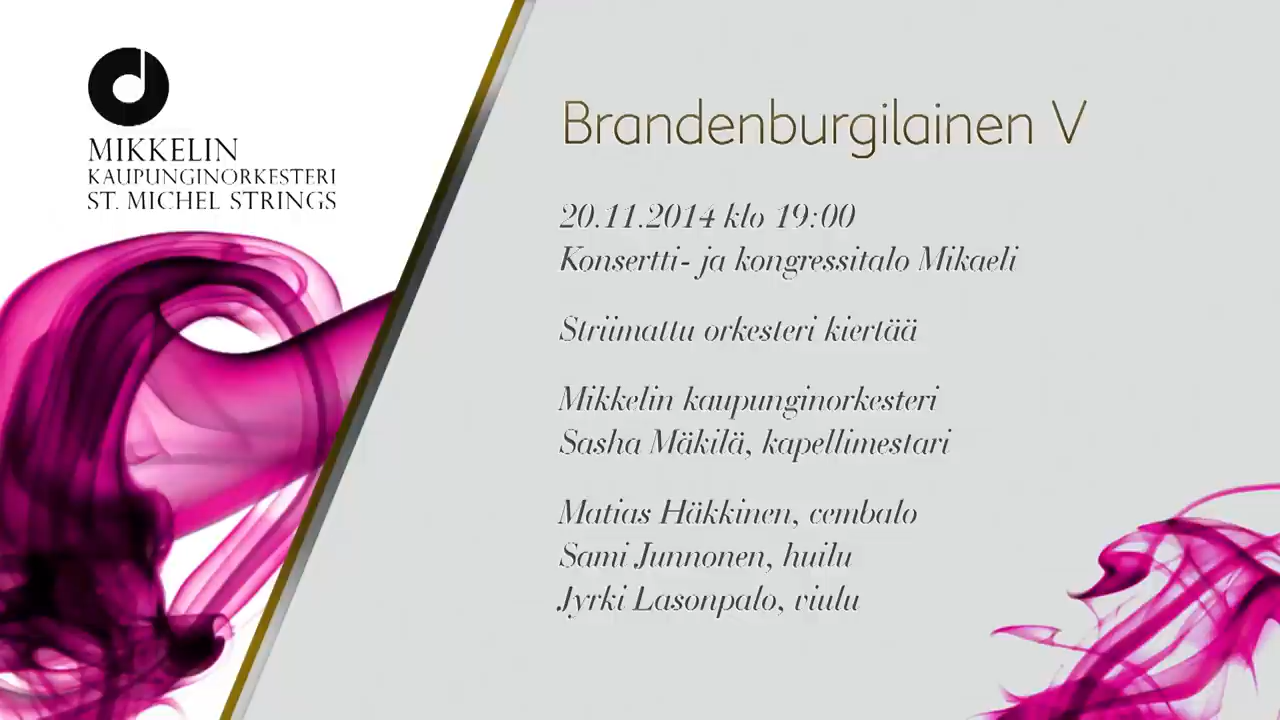 MIKKELIN
KAUPUNGINORKESTERI
ST. MICHEL STRINGS
Brandenburgilainen V
20.11.2014 klo 19:00
Konsertti- ja kongressitalo Mikaeli
Striimattu orkesteri kiertää
Mikkelin kaupunginorkesteri
Sasha Mäkilä, kapellimestari
Matias Häkkinen, cembalo
Sami Junnonen, huilu
Jyrki Lasonpalo, viulu